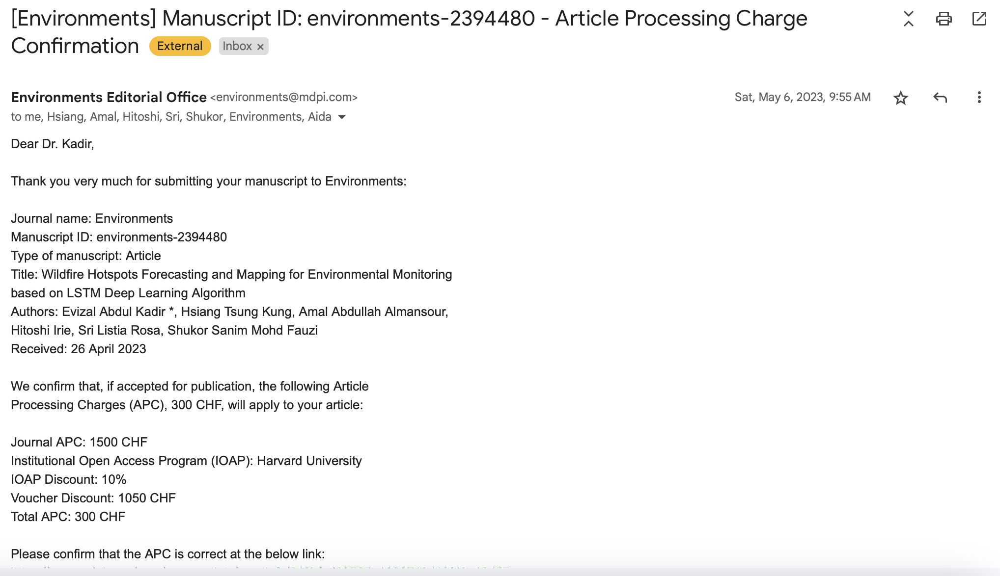 [Environments] Manuscript ID: environments-2394480 - Article Processing Charge
Confirmation External Inbox ×
Environments Editorial Office <environments@mdpi.com>
Sat, May 6, 2023, 9:55 AM
to me, Hsiang, Amal, Hitoshi, Sri, Shukor, Environments, Aida
Dear Dr. Kadir,
Thank you very much for submitting your manuscript to Environments:
Journal name: Environments
Manuscript ID: environments-2394480
Type of manuscript: Article
Title: Wildfire Hotspots Forecasting and Mapping for Environmental Monitoring
based on LSTM Deep Learning Algorithm
Authors: Evizal Abdul Kadir *, Hsiang Tsung Kung, Amal Abdullah Almansour,
Hitoshi Irie, Sri Listia Rosa, Shukor Sanim Mohd Fauzi
Received: 26 April 2023
We confirm that, if accepted for publication, the following Article
Processing Charges (APC), 300 CHF, will apply to your article:
Journal APC: 1500 CHF
Institutional Open Access Program (IOAP): Harvard University
IOAP Discount: 10%
Voucher Discount: 1050 CHF
Total APC: 300 CHF
Please confirm that the APC is correct at the below link: